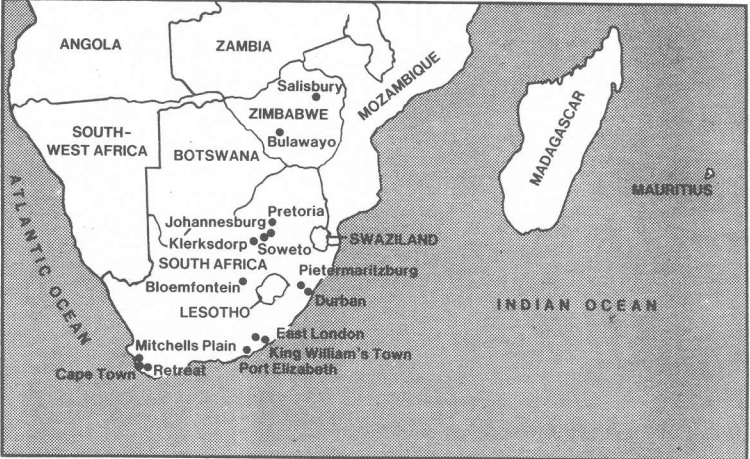 ANGOLA
ZAMBIA
MOZAMBIQUE
Salisbury
ZIMBABWE
Bulawayo
SOUTH-
WEST AFRICA
BOTSWANA
MADAGASCAR
MAURITIUS
ATLANTIC OCEAN
Pretoria
Johannesburg
Klerksdorp
Soweto
SWAZILAND
SOUTH AFRICA
Pietermaritzburg
Bloemfontein
Durban
LESOTHO
INDIAN OCEAN
East London
Mitchells Plain
King William's Town
Cape Town
Retreat
Port Elizabeth